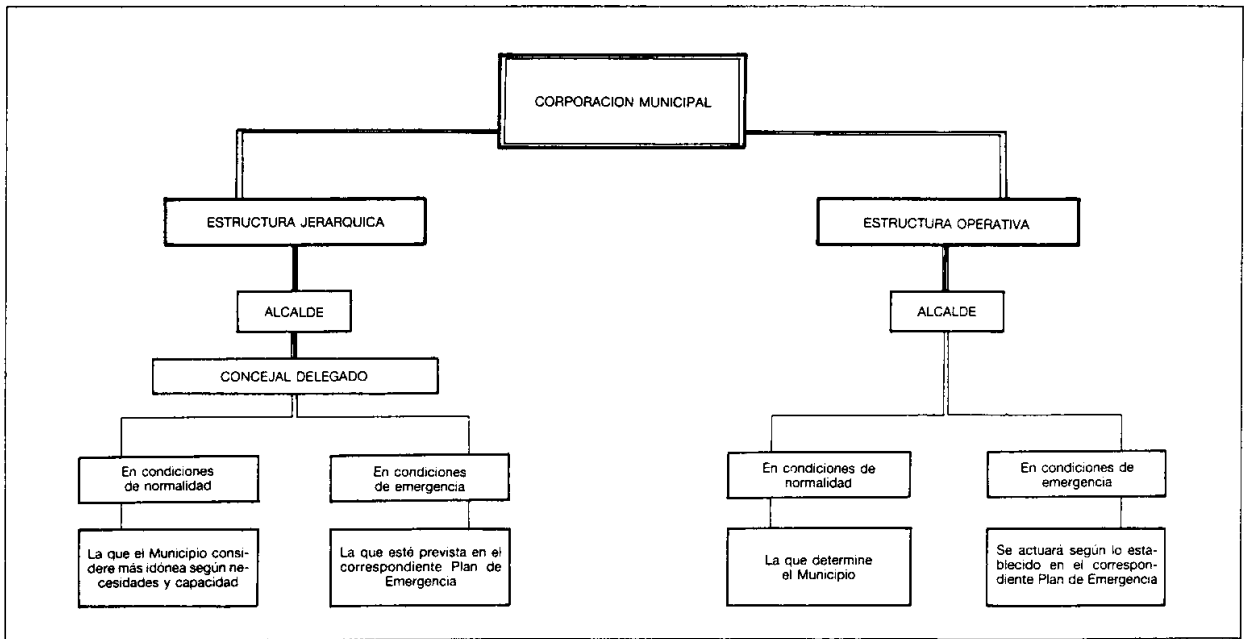 CORPORACION MUNICIPAL
ESTRUCTURA JERARQUICA
ESTRUCTURA OPERATIVA
ALCALDE
ALCALDE
CONCEJAL DELEGADO
En condiciones
de normalidad
En condiciones
de emergencia
En condiciones de
normalidad
En condiciones de
emergencia
La que el Municipio consi-
dere más idónea según ne-
cesidades y capacidad
La que esté prevista en el
correspondiente Plan de
Emergencia
La que determine
el Municipio
Se actuará según lo esta-
blecido en el correspon-
diente Plan de Emergencia